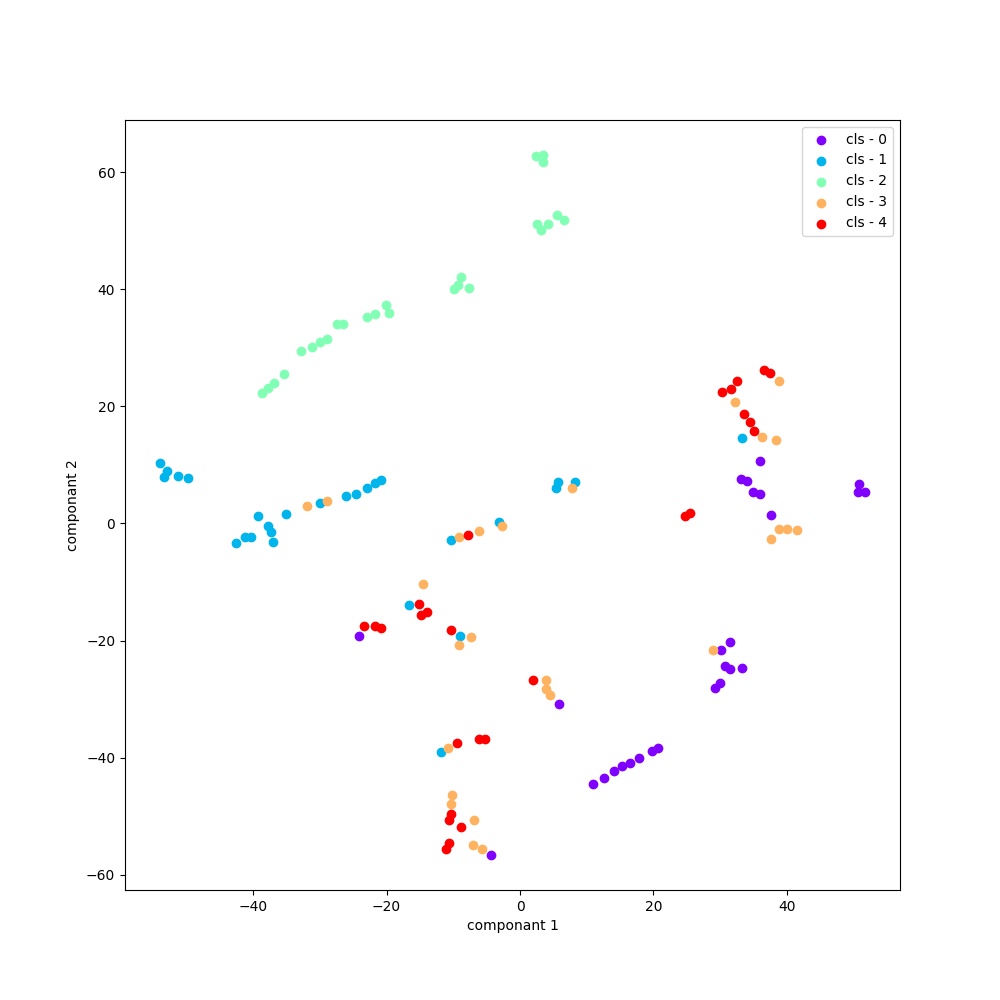 cls - 0
cls - 1
cls - 2
cls - 3
cls - 4
60
40
20
0
−20
−40
−60
componant 2
−40
−20
0
20
40
componant 1